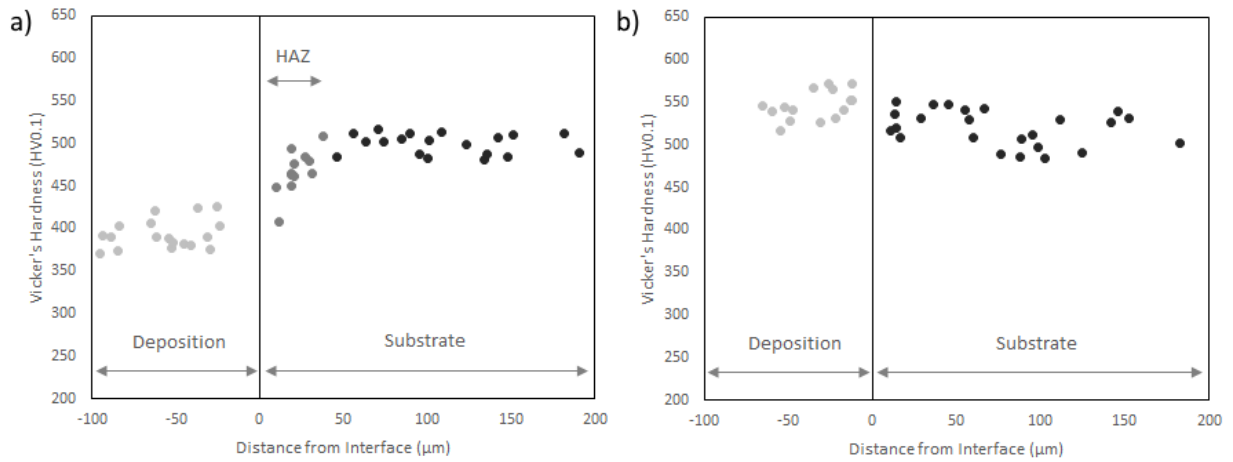 a)
Vicker's Hardness (HV0.1)
650
600
550
500
450
400
350
300
250
200
HAZ
Deposition
Substrate
-100 -50 0 50 100 150 200
Distance from Interface (µm)
b)
Vicker's Hardness (HV0.1)
650
600
550
500
450
400
350
300
250
200
Deposition
Substrate
-100 -50 0 50 100 150 200
Distance from Interface (µm)